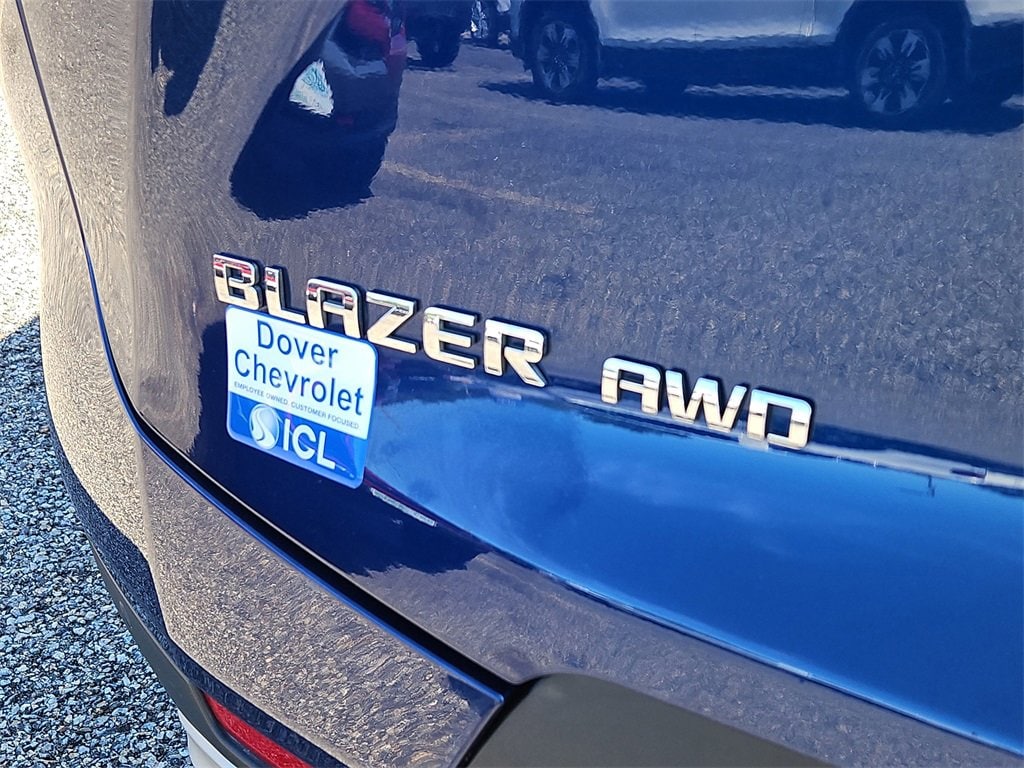 BLAZER AWD
Dover
Chevrolet
EMPLOYEE OWNED. CUSTOMER FOCUSED
ICL